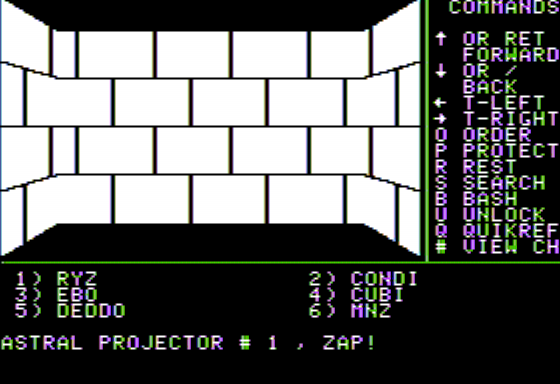 COMMANDS
↑ OR RET
FORWARD
↓ OR /
BACK
← T-LEFT
→ T-RIGHT
O ORDER
P PROTECT
R REST
S SEARCH
B BASH
U UNLOCK
Q QUIKREF
# VIEW CH
1) RYZ 2) CONDI
3) EBO 4) CUBI
5) DEDDO 6) MNZ
ASTRAL PROJECTOR # 1 , ZAP!